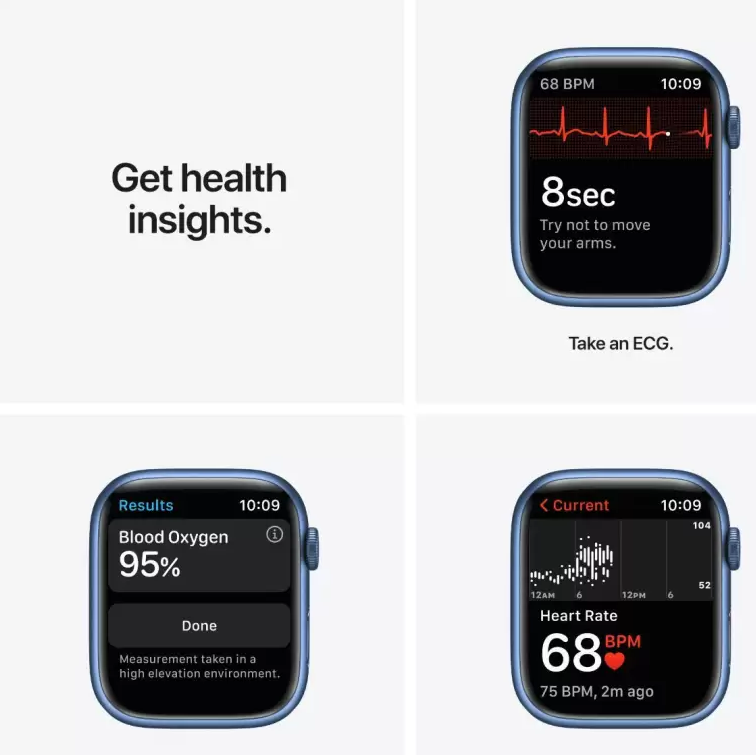 Get health
insights.
68 BPM 10:09
8sec
Try not to move
your arms.
Take an ECG.
Results 10:09
Blood Oxygen
95%
Done
Measurement taken in a
high elevation environment.
Current 10:09
104
52
12AM 6 12PM 6
Heart Rate
68 BPM
75 BPM, 2m ago